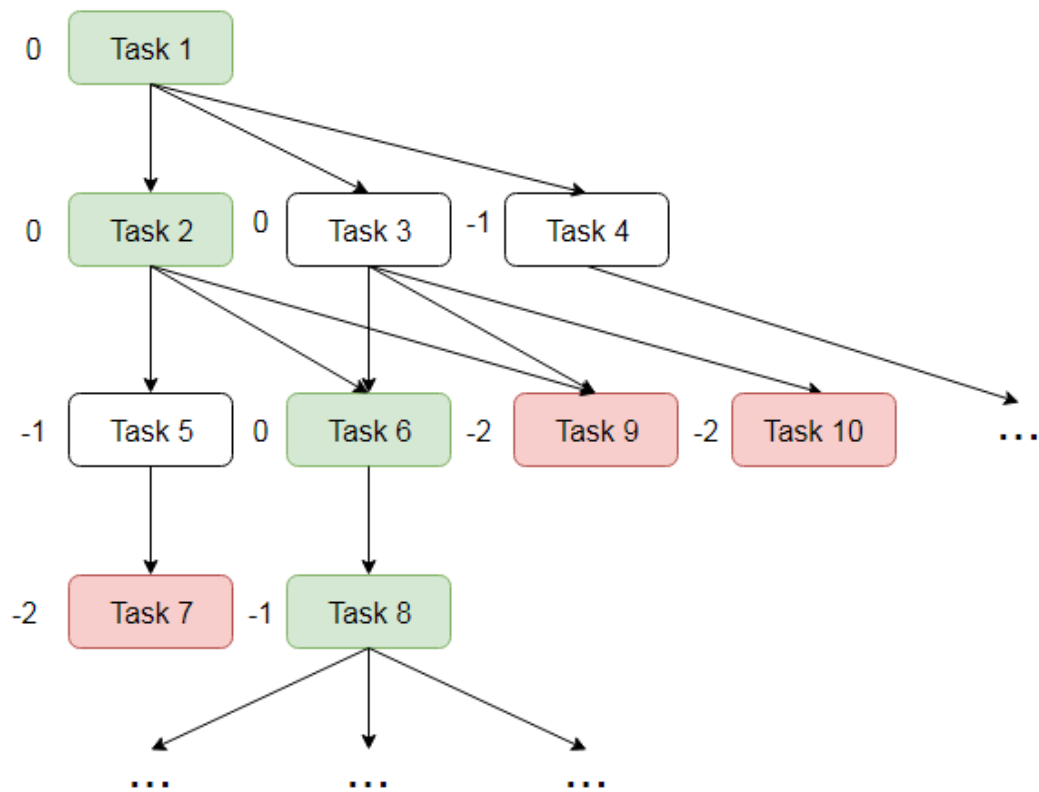 0 Task 1
0 Task 2 0 Task 3 -1 Task 4
-1 Task 5 0 Task 6 -2 Task 9 -2 Task 10 ...
-2 Task 7 -1 Task 8
... ... ...